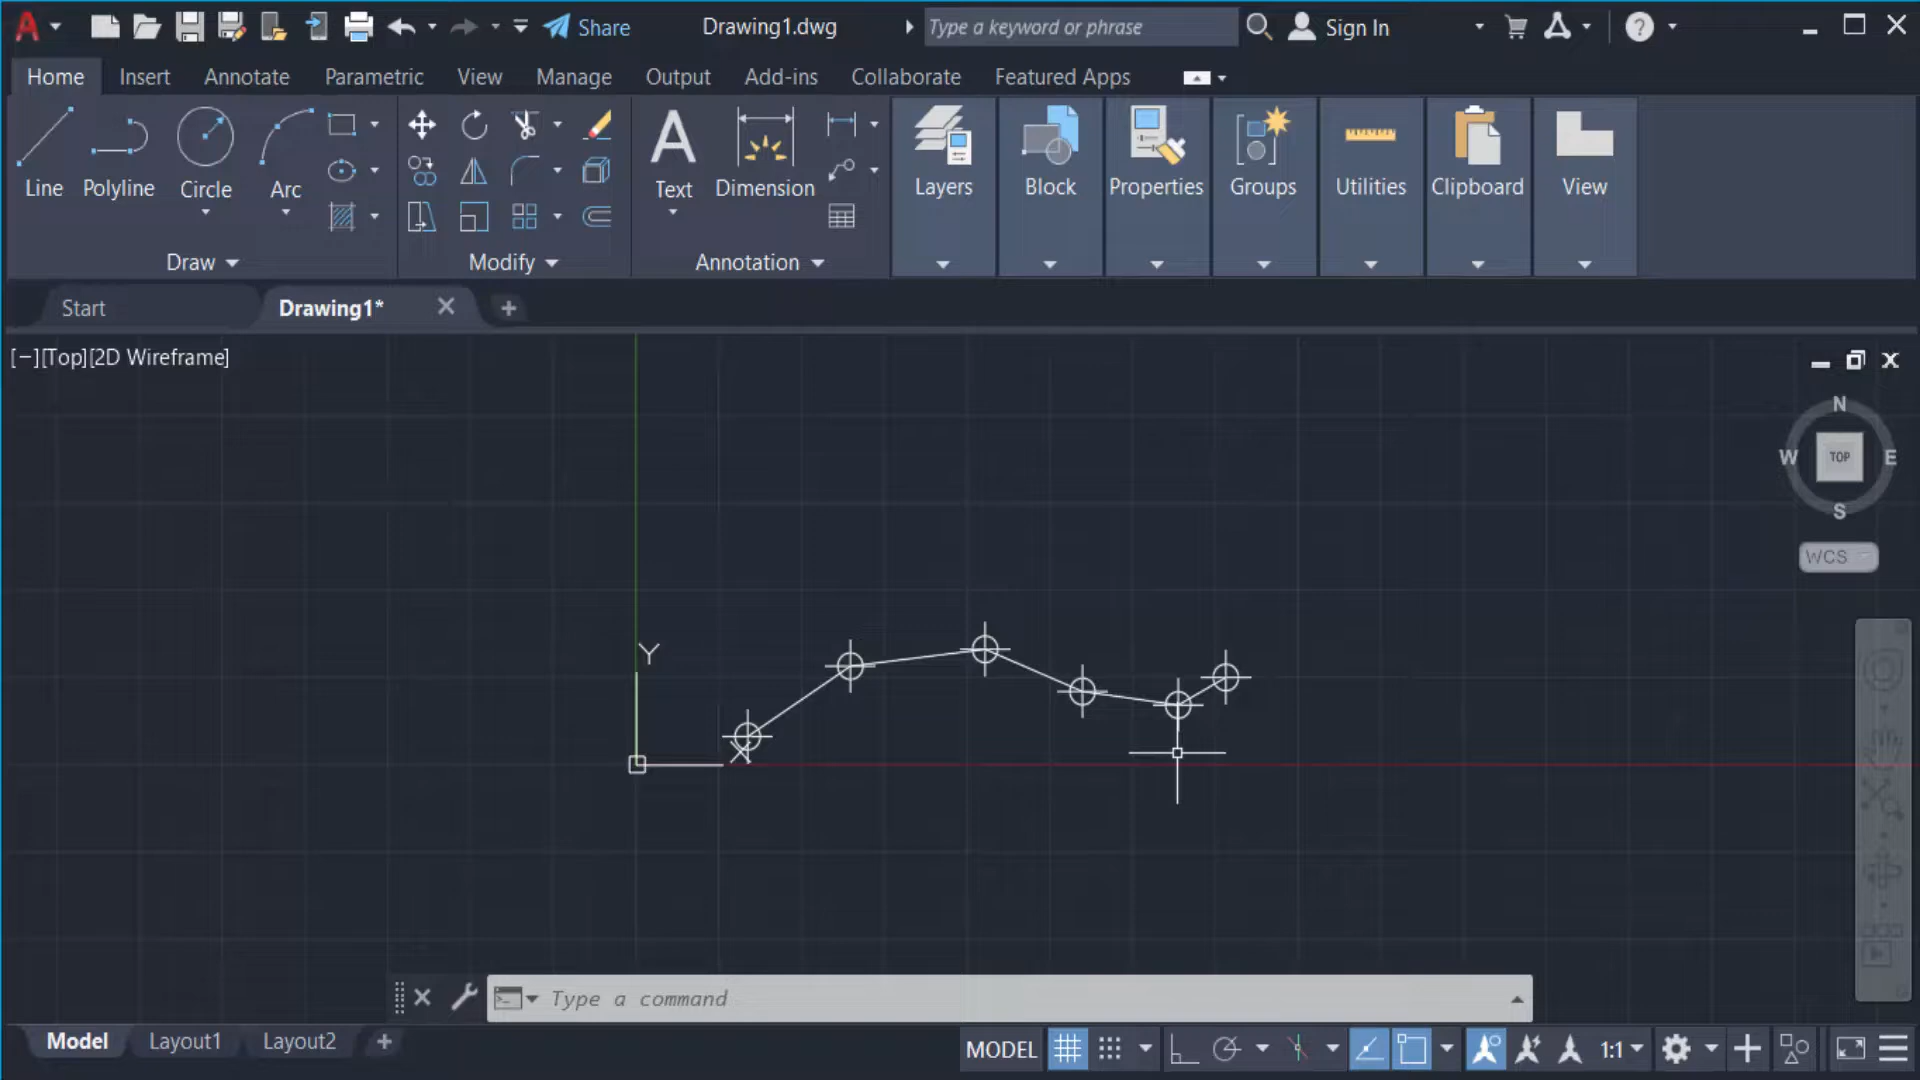 Share
Drawing1.dwg
Type a keyword or phrase
Sign In
Home
Insert
Annotate
Parametric
View
Manage
Output
Add-ins
Collaborate
Featured Apps
Line
Polyline
Circle
Arc
Text
Dimension
Layers
Block
Properties
Groups
Utilities
Clipboard
View
Draw
Modify
Annotation
Start
Drawing1*
[−][Top][2D Wireframe]
N
W
TOP
E
S
WCS
Y
X
Type a command
Model
Layout1
Layout2
MODEL
1:1